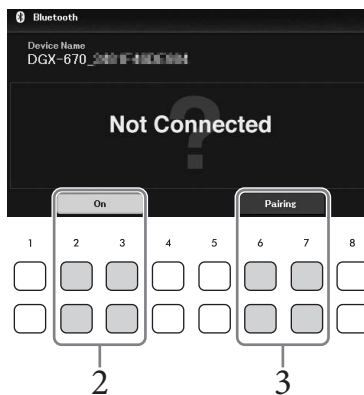 Bluetooth
Device Name
DGX-670_
Not Connected
?
On
Pairing
1 2 3 4 5 6 7 8
2 3